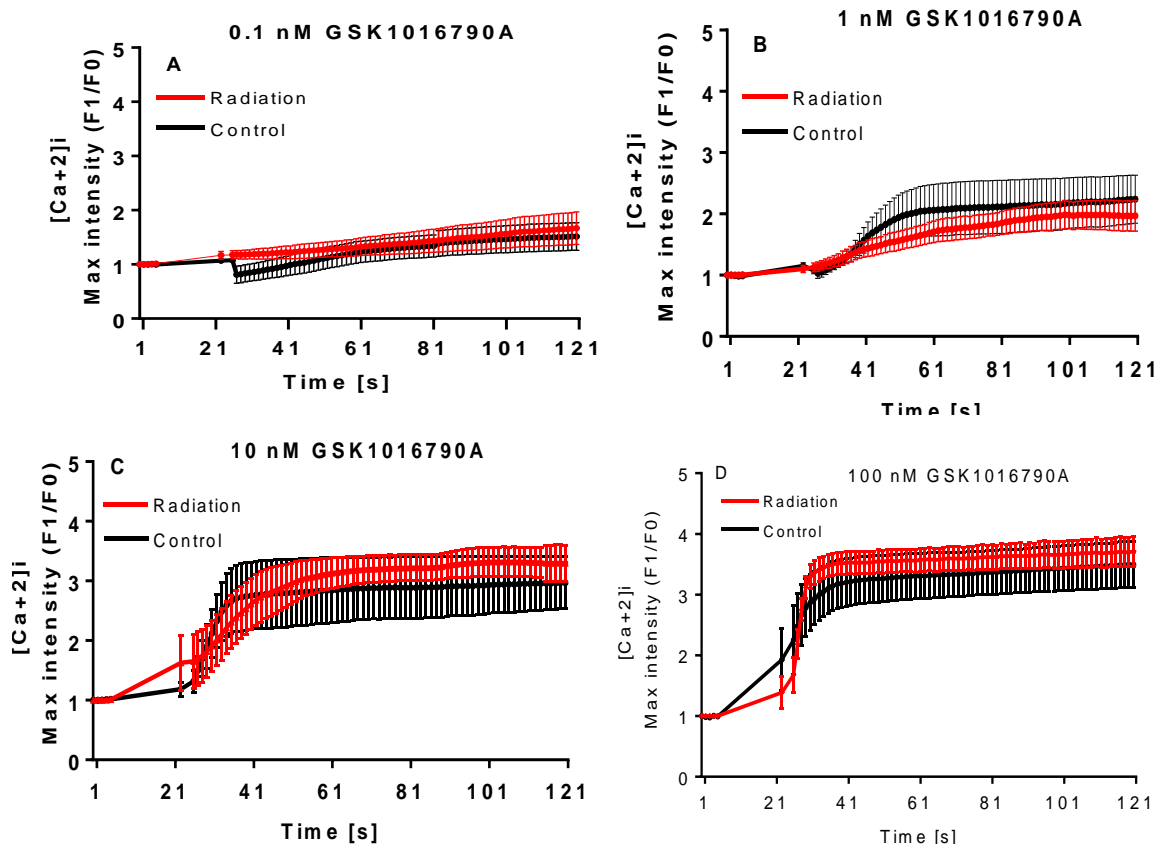 0.1 nM GSK1016790A
A
Radiation
Control
[Ca+2]i
Max intensity (F1/F0)
5
4
3
2
1
0
1 21 41 61 81 101 121
Time [s]
1 nM GSK1016790A
B
Radiation
Control
[Ca+2]i
Max intensity (F1/F0)
5
4
3
2
1
0
1 21 41 61 81 101 121
Time [s]
10 nM GSK1016790A
C
Radiation
Control
[Ca+2]i
Max intensity (F1/F0)
5
4
3
2
1
0
1 21 41 61 81 101 121
Time [s]
100 nM GSK1016790A
D
Radiation
Control
[Ca+2]i
Max intensity (F1/F0)
5
4
3
2
1
0
1 21 41 61 81 101 121
Time [s]